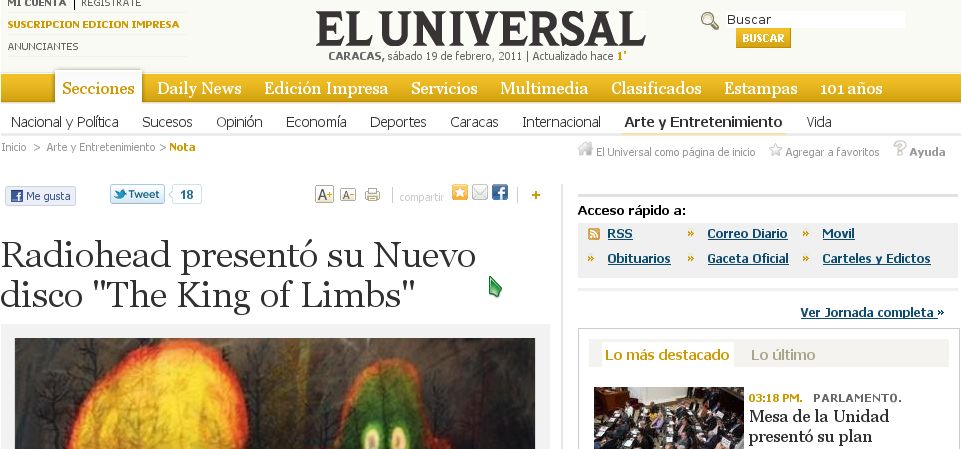 MI CUENTA | REGÍSTRATE
SUSCRIPCION EDICION IMPRESA
ANUNCIANTES
EL UNIVERSAL
CARACAS, sábado 19 de febrero, 2011 | Actualizado hace 1'
Buscar
BUSCAR
Secciones Daily News Edición Impresa Servicios Multimedia Clasificados Estampas 101 años
Nacional y Política Sucesos Opinión Economía Deportes Caracas Internacional Arte y Entretenimiento Vida
Inicio > Arte y Entretenimiento > Nota
El Universal como página de inicio Agregar a favoritos Ayuda
Me gusta Tweet 18 A+ A- compartir +
Radiohead presentó su Nuevo
disco "The King of Limbs"
Acceso rápido a:
RSS » Correo Diario » Movil
» Obituarios » Gaceta Oficial » Carteles y Edictos
Ver Jornada completa »
Lo más destacado Lo último
03:18 PM. PARLAMENTO.
Mesa de la Unidad
presentó su plan